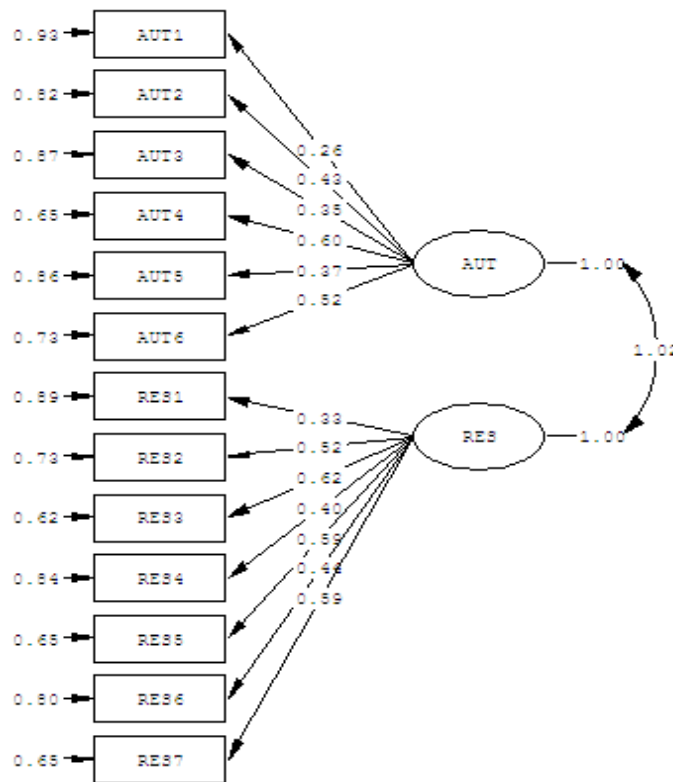 0.93 AUT1
0.82 AUT2
0.87 AUT3
0.65 AUT4
0.86 AUT5
0.73 AUT6
0.89 RES1
0.73 RES2
0.62 RES3
0.84 RES4
0.65 RES5
0.80 RES6
0.65 RES7
0.26
0.43
0.35
0.60
0.37
0.52
0.33
0.52
0.62
0.40
0.59
0.44
0.59
AUT 1.00
1.02
RES 1.00